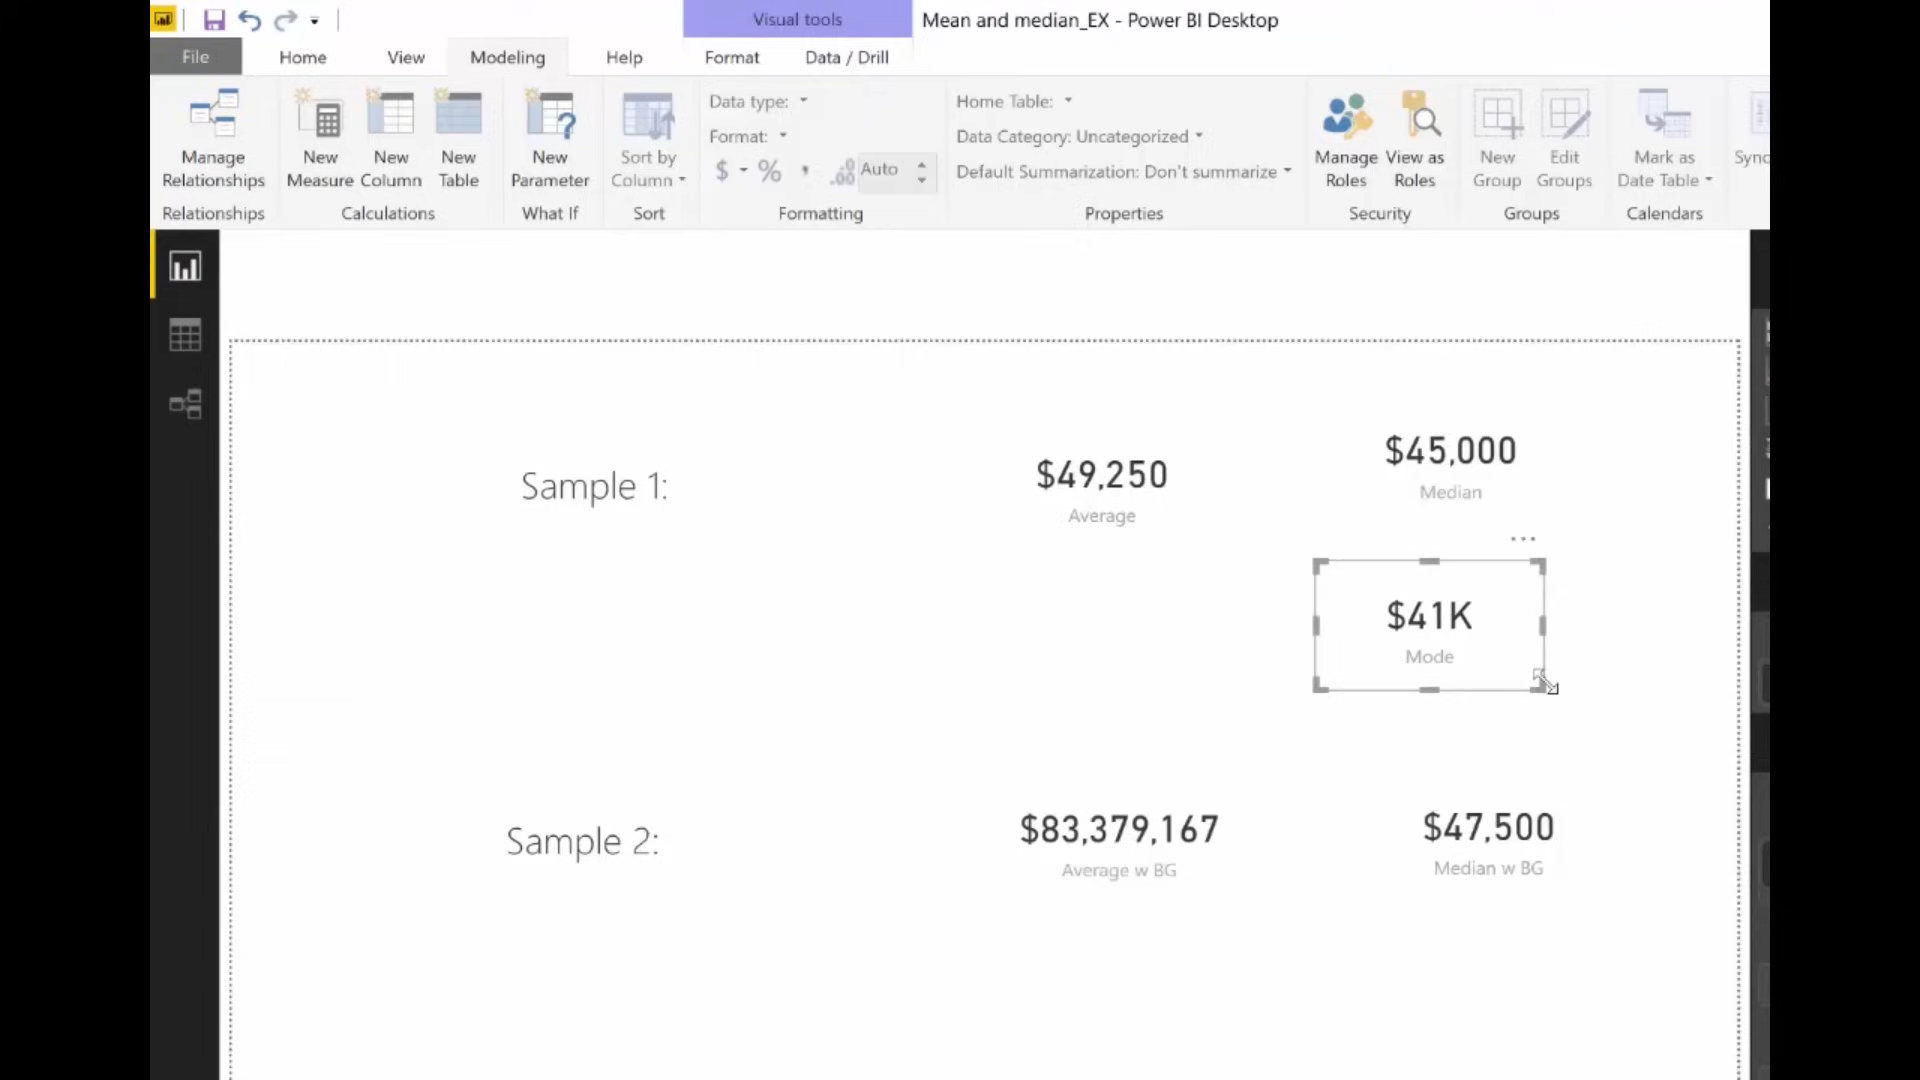 Visual tools
Mean and median_EX - Power BI Desktop
File
Home
View
Modeling
Help
Format
Data / Drill
Manage
Relationships
New
Measure
New
Column
New
Table
New
Parameter
Sort by
Column
Data type:
Format:
$ % , .00 Auto
Home Table:
Data Category: Uncategorized
Default Summarization: Don't summarize
Manage
Roles
View as
Roles
New
Group
Edit
Groups
Mark as
Date Table
Relationships
Calculations
What If
Sort
Formatting
Properties
Security
Groups
Calendars
Sample 1:
$49,250
Average
$45,000
Median
$41K
Mode
Sample 2:
$83,379,167
Average w BG
$47,500
Median w BG